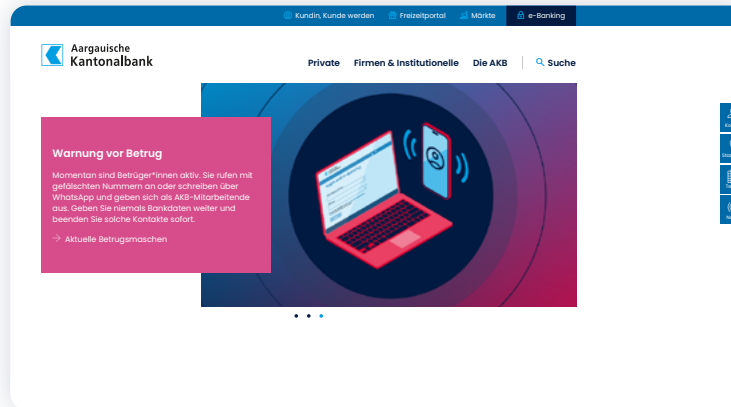 Kundin, Kunde werden
Freizeitportal
Märkte
e-Banking
Aargauische
Kantonalbank
Private
Firmen & Institutionelle
Die AKB
Suche
Warnung vor Betrug
Momentan sind Betrüger*innen aktiv. Sie rufen mit
gefälschten Nummern an oder schreiben über
WhatsApp und geben sich als AKB-Mitarbeitende
aus. Geben Sie niemals Bankdaten weiter und
beenden Sie solche Kontakte sofort.
→ Aktuelle Betrugsmaschen